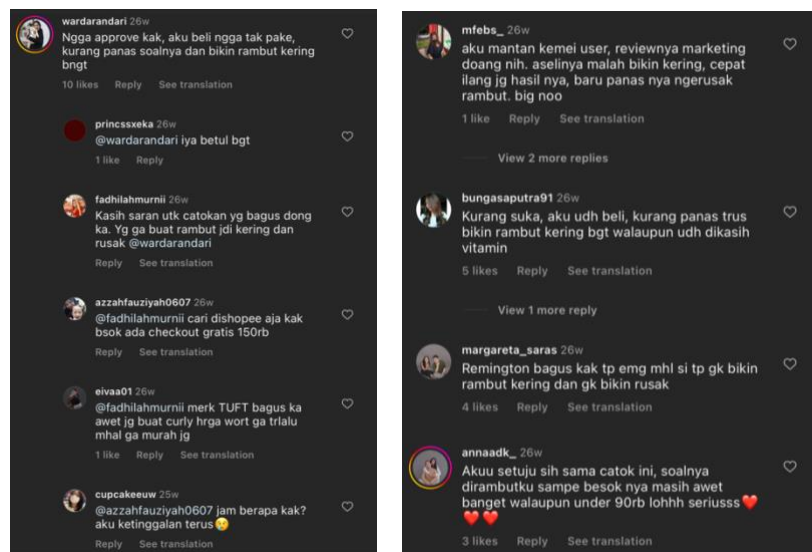 wardarandari 26w
Ngga approve kak, aku beli ngga tak pake,
kurang panas soalnya dan bikin rambut kering
bngt
10 likes Reply See translation
princssxeka 26w
@wardarandari iya betul bgt
1 like Reply
fadhilahmurnii 26w
Kasih saran utk catokan yg bagus dong
ka. Yg ga buat rambut jdi kering dan
rusak @wardarandari
Reply See translation
azzahfauziyah0607 26w
@fadhilahmurnii cari dishopee aja kak
bsok ada checkout gratis 150rb
Reply See translation
eivaa01 26w
@fadhilahmurnii merk TUFT bagus ka
awet jg buat curly hrga wort ga trlalu
mhal ga murah jg
1 like Reply See translation
cupcakeeuw 25w
@azzahfauziyah0607 jam berapa kak?
aku ketinggalan terus😢
Reply See translation
mfebs_ 26w
aku mantan kemei user, reviewnya marketing
doang nih. aselinya malah bikin kering, cepat
ilang jg hasil nya, baru panas nya ngerusak
rambut. big noo
1 like Reply See translation
View 2 more replies
bungasaputra91 26w
Kurang suka, aku udh beli, kurang panas trus
bikin rambut kering bgt walaupun udh dikasih
vitamin
5 likes Reply See translation
View 1 more reply
margareta_saras 26w
Remington bagus kak tp emg mhl si tp gk bikin
rambut kering dan gk bikin rusak
4 likes Reply See translation
annaadk_ 26w
Akuu setuju sih sama catok ini, soalnya
dirambutku sampe besok nya masih awet
banget walaupun under 90rb lohhh seriusss❤️
❤️ ❤️
3 likes Reply See translation